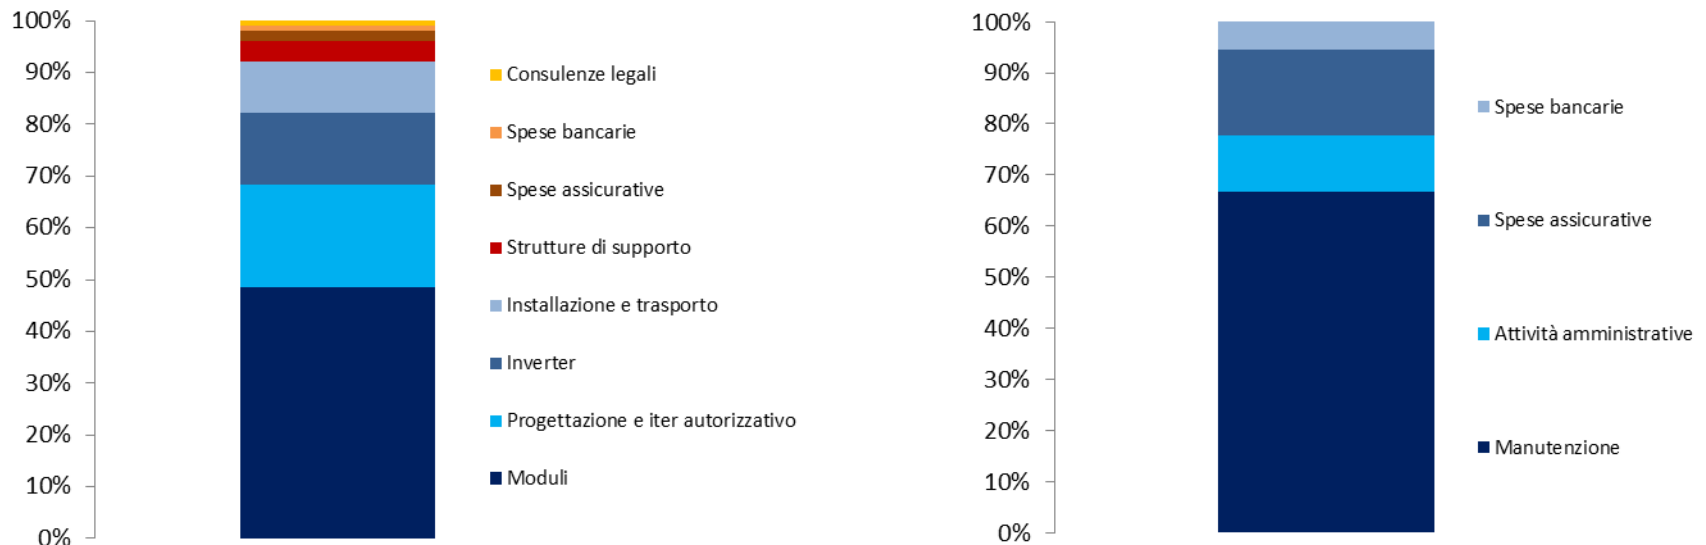 100%
90%
80%
70%
60%
50%
40%
30%
20%
10%
0%
Consulenze legali
Spese bancarie
Spese assicurative
Strutture di supporto
Installazione e trasporto
Inverter
Progettazione e iter autorizzativo
Moduli
100%
90%
80%
70%
60%
50%
40%
30%
20%
10%
0%
Spese bancarie
Spese assicurative
Attività amministrative
Manutenzione